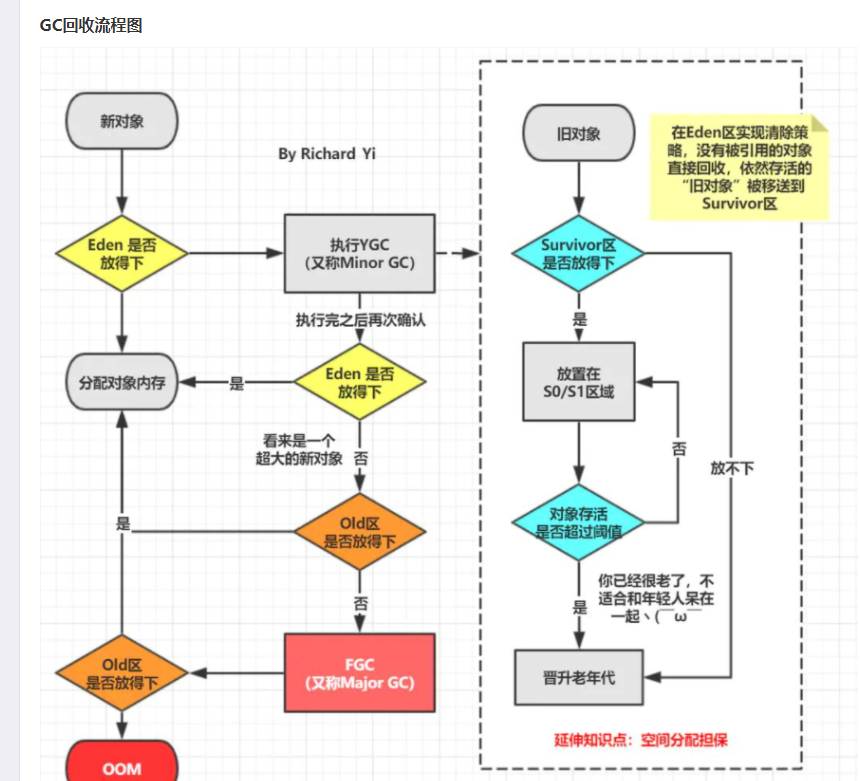 GC回收流程图
新对象
By Richard Yi
Eden 是否
放得下
执行YGC
(又称Minor GC)
执行完之后再次确认
Eden 是否
放得下
是
分配对象内存
看来是一个
超大的新对象
否
Old区
是否放得下
是
否
FGC
(又称Major GC)
Old区
是否放得下
OOM
旧对象
在Eden区实现清除策
略，没有被引用的对象
直接回收，依然存活的
“旧对象”被移送到
Survivor区
Survivor区
是否放得下
是
放置在
S0/S1区域
否
放不下
对象存活
是否超过阈值
你已经很老了，不
适合和年轻人呆在
一起ヽ(￣ω￣
是
晋升老年代
延伸知识点：空间分配担保